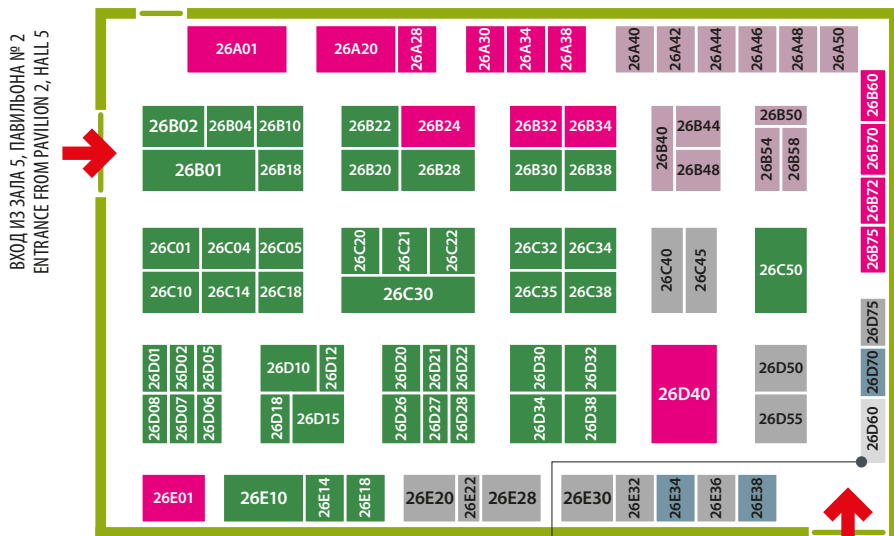 ВХОД ИЗ ЗАЛА 5, ПАВИЛЬОНА № 2
ENTRANCE FROM PAVILION 2, HALL 5
26A01
26A20
26A28
26A30
26A34
26A38
26A40
26A42
26A44
26A46
26A48
26A50
26B60
26B70
26B72
26B75
26B02
26B04
26B10
26B22
26B24
26B32
26B34
26B40
26B44
26B50
26B01
26B18
26B20
26B28
26B30
26B38
26B48
26B54
26B58
26C01
26C04
26C05
26C20
26C21
26C22
26C32
26C34
26C40
26C45
26C50
26C10
26C14
26C18
26C30
26C35
26C38
26D75
26D70
26D60
26D01
26D02
26D05
26D10
26D12
26D20
26D21
26D22
26D30
26D32
26D40
26D50
26D08
26D07
26D06
26D18
26D15
26D26
26D27
26D28
26D34
26D38
26D55
26E01
26E10
26E14
26E18
26E20
26E22
26E28
26E30
26E32
26E34
26E36
26E38